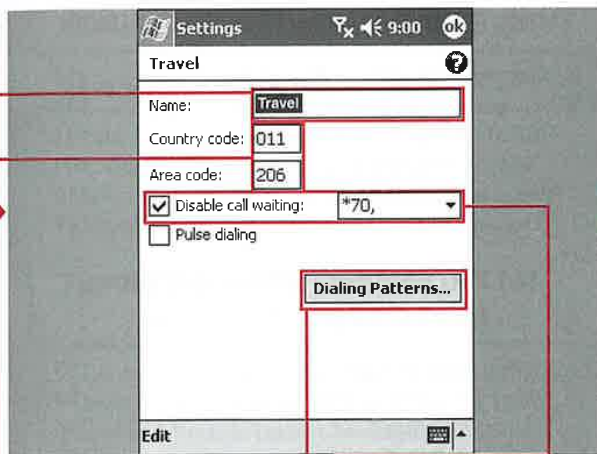 Settings 9:00 ok
Travel ?
Name: Travel
Country code: 011
Area code: 206
Disable call waiting: *70,
Pulse dialing
Dialing Patterns...
Edit